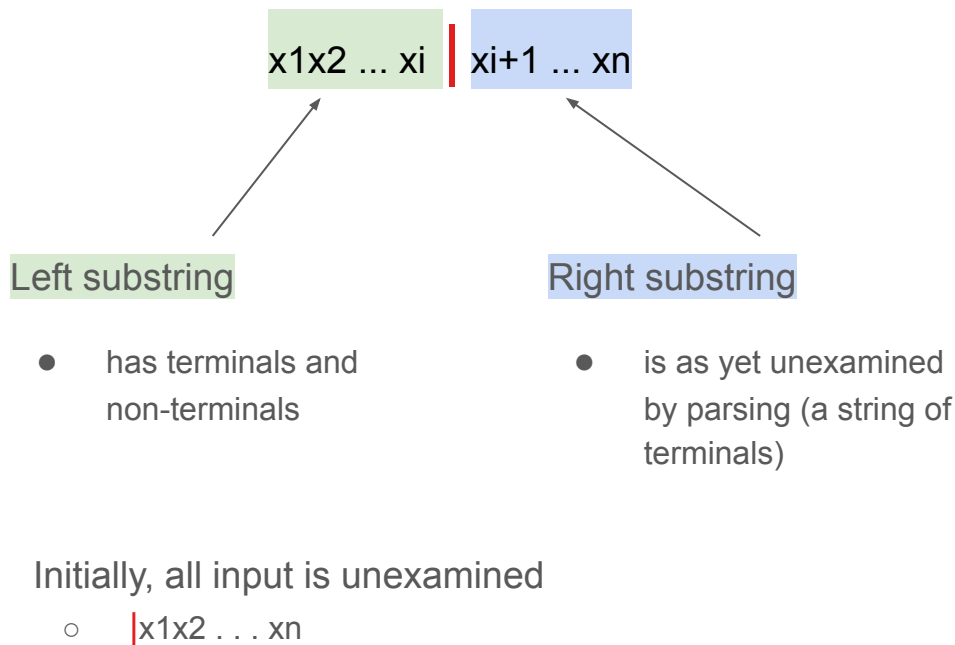 x1x2 ... xi | xi+1 ... xn
Left substring
● has terminals and
non-terminals
Right substring
● is as yet unexamined
by parsing (a string of
terminals)
Initially, all input is unexamined
○ |x1x2 . . . xn